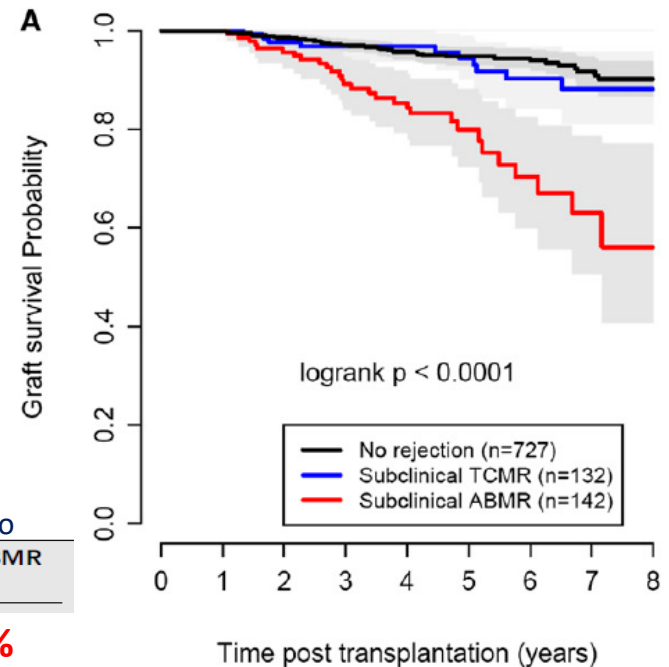 A
Graft survival Probability
1.0
0.8
0.6
0.4
0.2
0.0
logrank p < 0.0001
No rejection (n=727)
Subclinical TCMR (n=132)
Subclinical ABMR (n=142)
0 1 2 3 4 5 6 7 8
Time post transplantation (years)
%